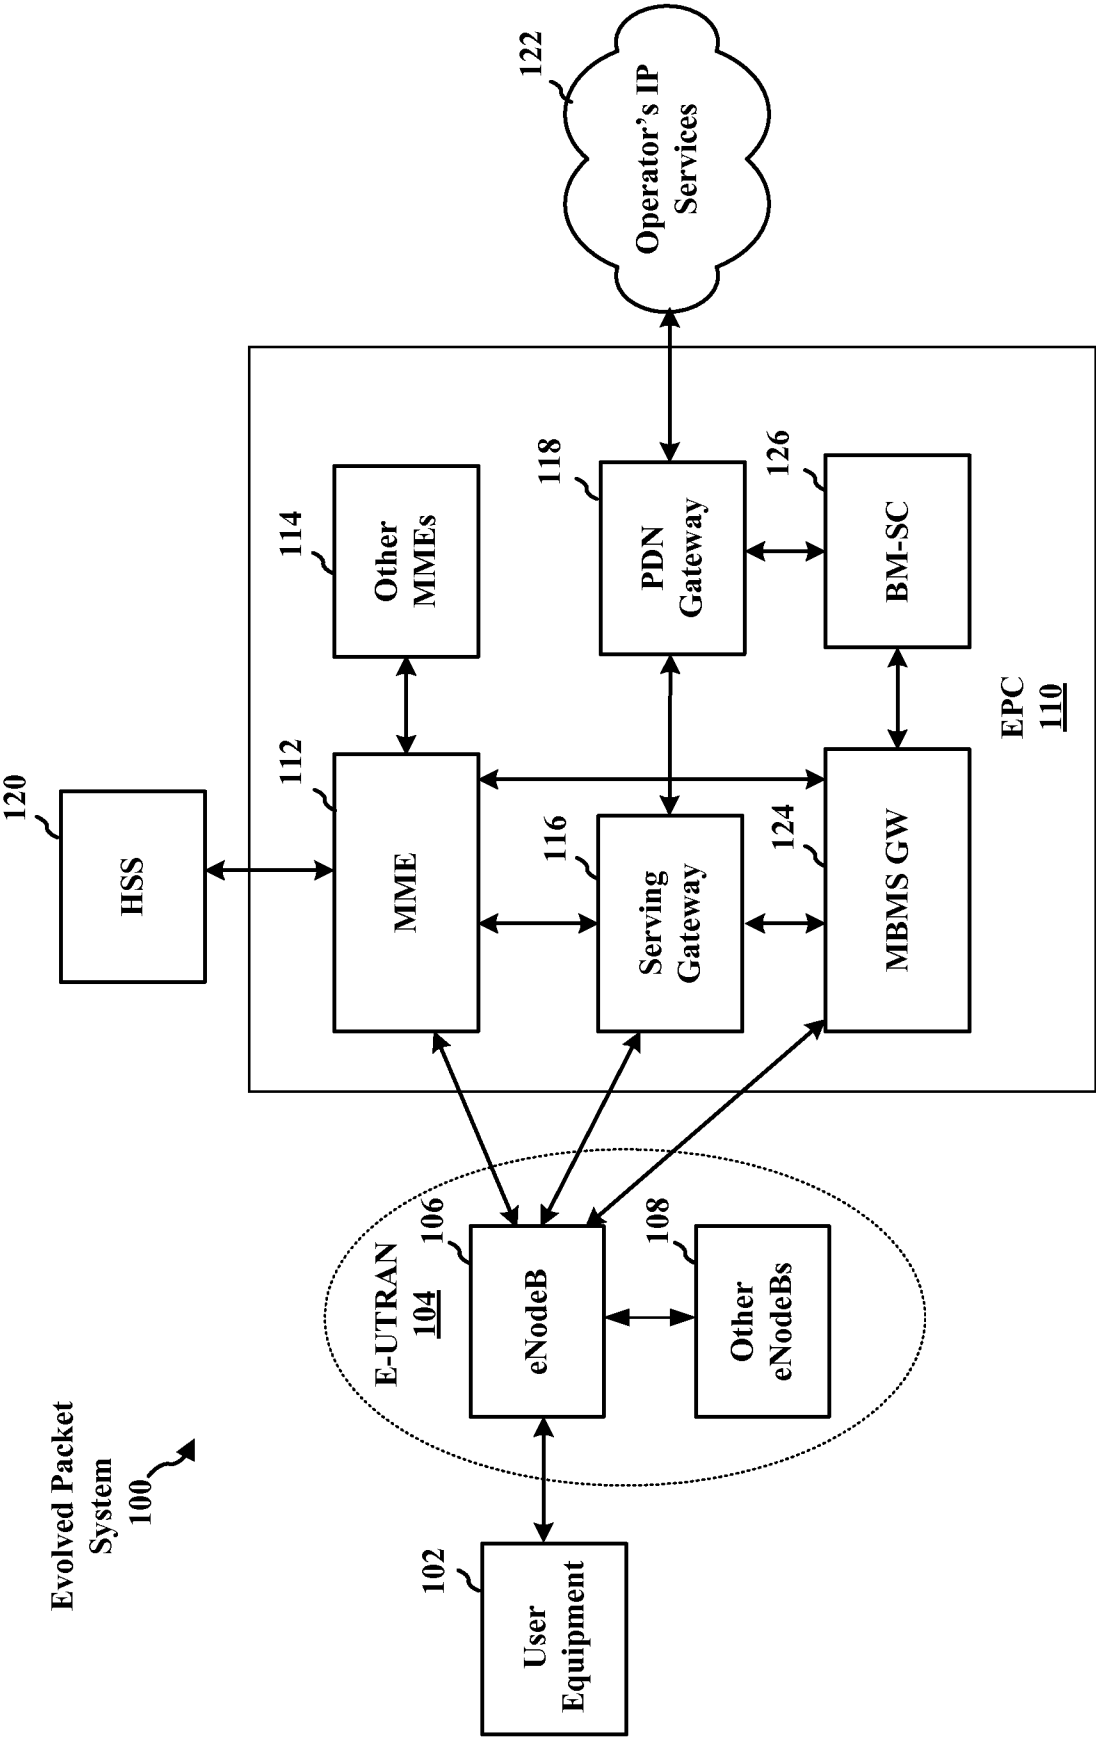 Evolved Packet
System
100
102
User
Equipment
E-UTRAN
104
106
eNodeB
108
Other
eNodeBs
120
HSS
112
MME
114
Other
MMEs
116
Serving
Gateway
118
PDN
Gateway
124
MBMS GW
126
BM-SC
EPC
110
122
Operator's IP
Services